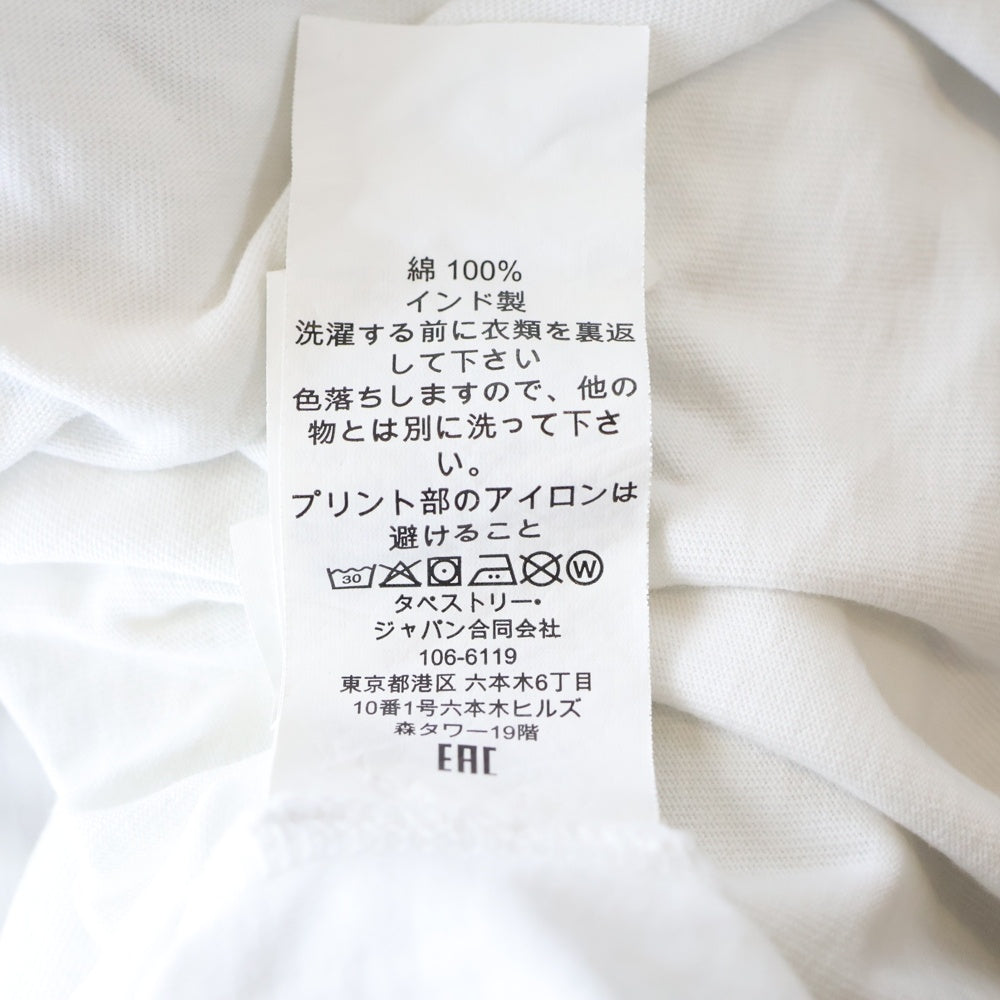 綿 100%
インド製
洗濯する前に衣類を裏返
して下さい
色落ちしますので、他の
物とは別に洗って下さ
い。
プリント部のアイロンは
避けること
30 W
タペストリー・
ジャパン合同会社
106-6119
東京都港区 六本木6丁目
10番1号六本木ヒルズ
森タワー19階
EAC